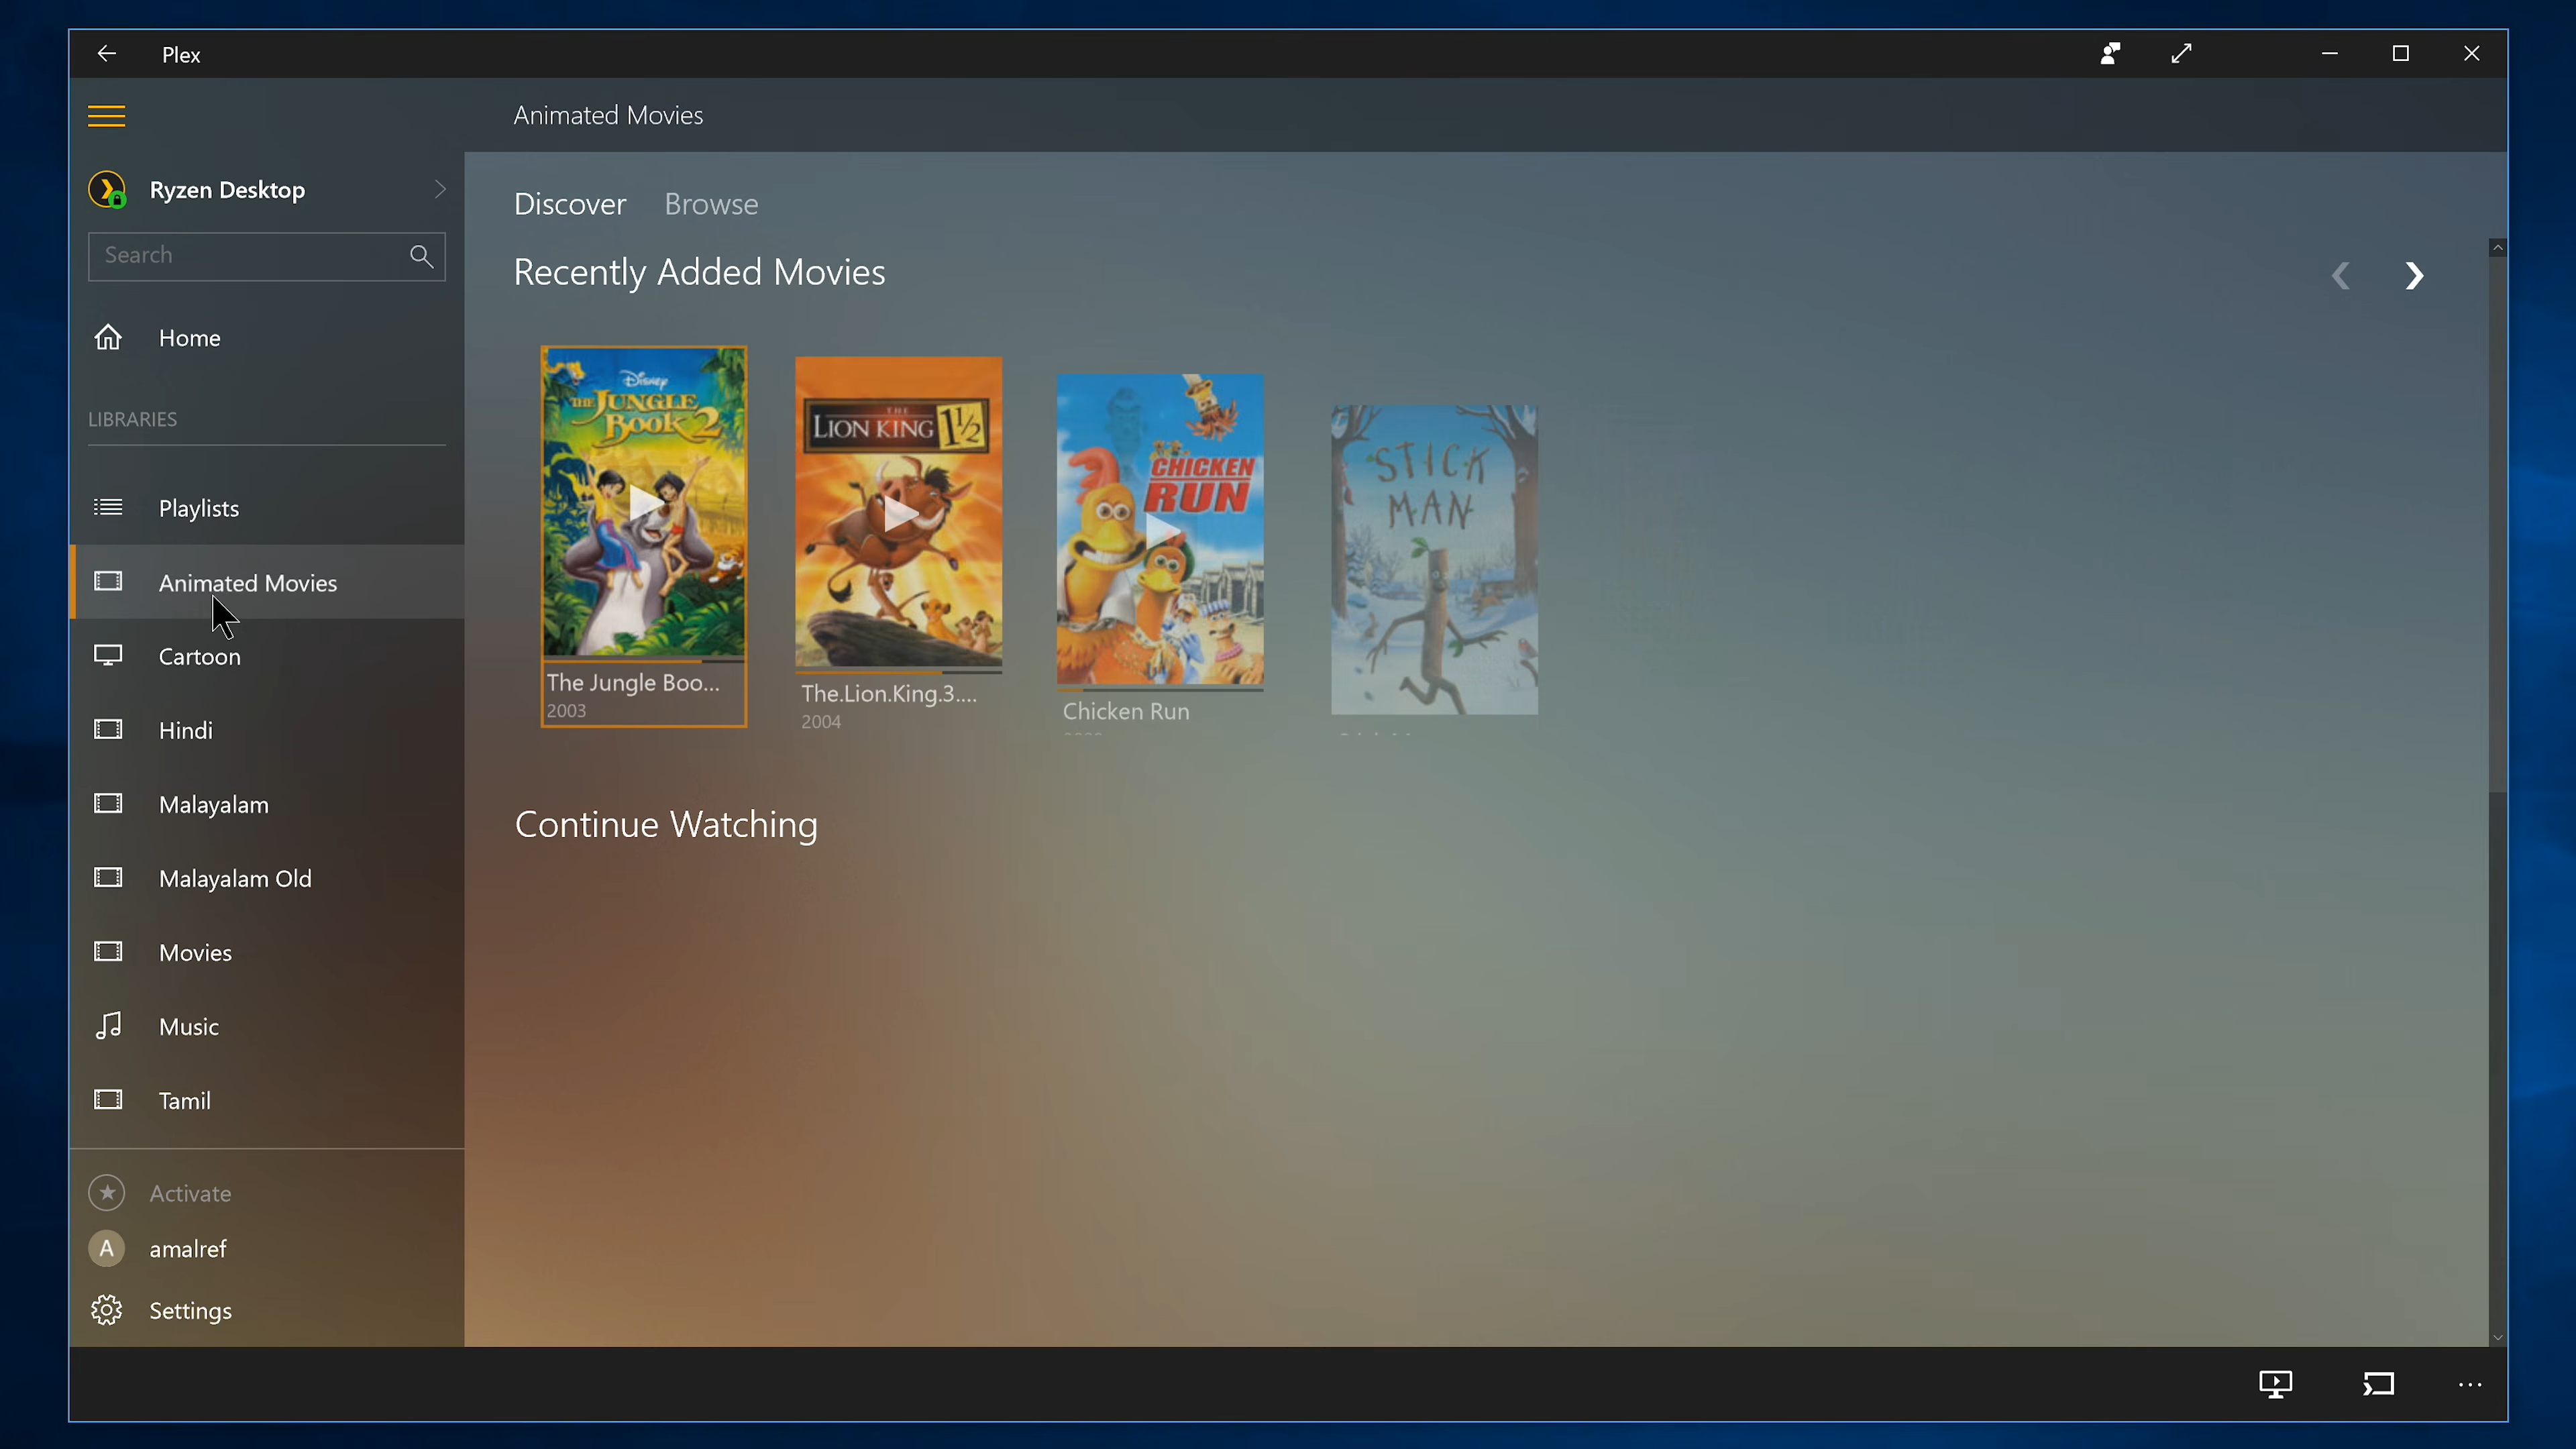 Plex
Animated Movies
Ryzen Desktop
Search
Home
LIBRARIES
Playlists
Animated Movies
Cartoon
Hindi
Malayalam
Malayalam Old
Movies
Music
Tamil
Activate
A
amalref
Settings
Discover Browse
Recently Added Movies
Disney
THE JUNGLE
BOOK 2
The Jungle Boo...
2003
THE
LION KING 1½
The.Lion.King.3....
2004
CHICKEN
RUN
Chicken Run
STICK
MAN
Continue Watching